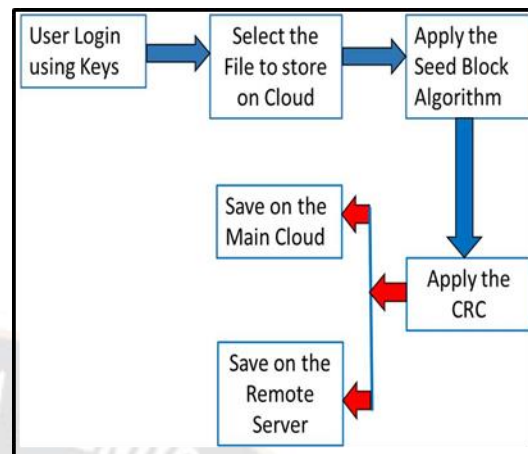 User Login
using Keys
Select the
File to store
on Cloud
Apply the
Seed Block
Algorithm
Save on the
Main Cloud
Apply the
CRC
Save on the
Remote
Server